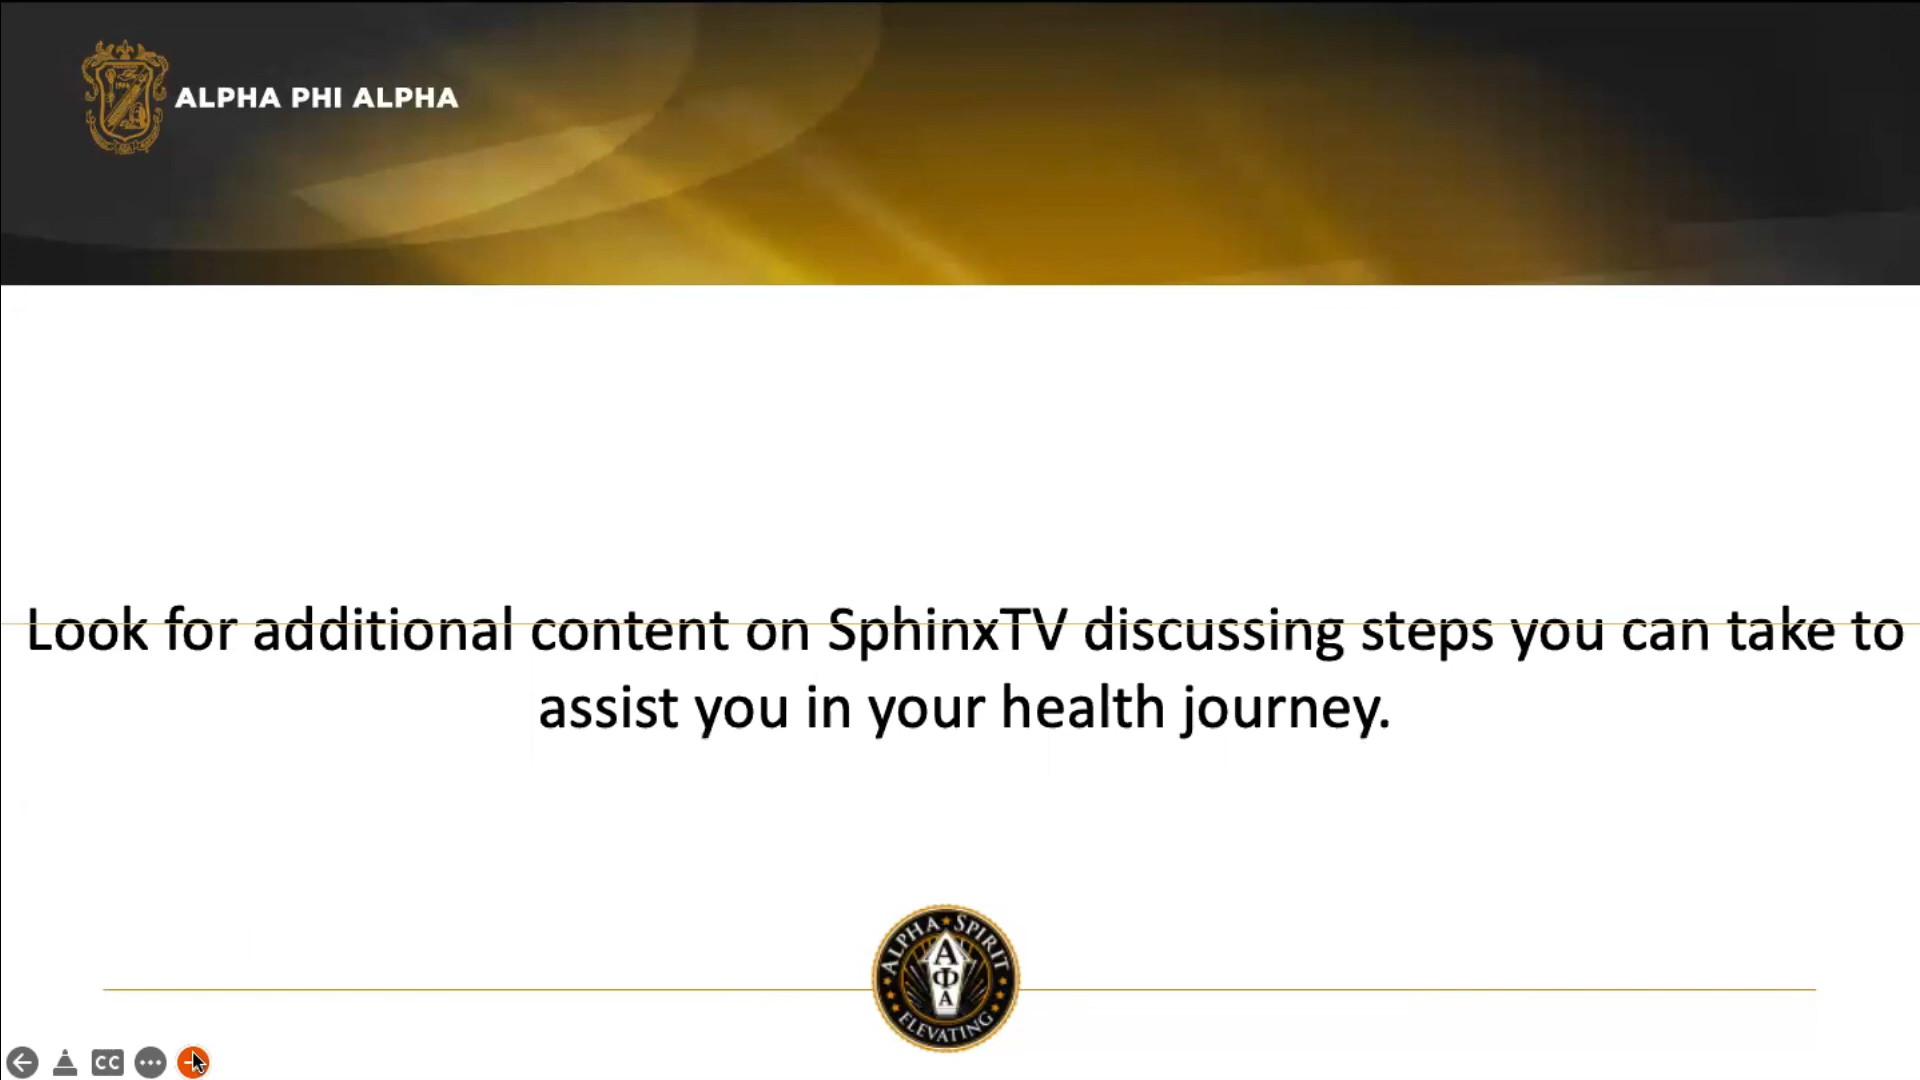 ALPHA PHI ALPHA
Look for additional content on SphinxTV discussing steps you can take to
assist you in your health journey.
ALPHA SPIRIT
Α
Φ
Α
ELEVATING
CC